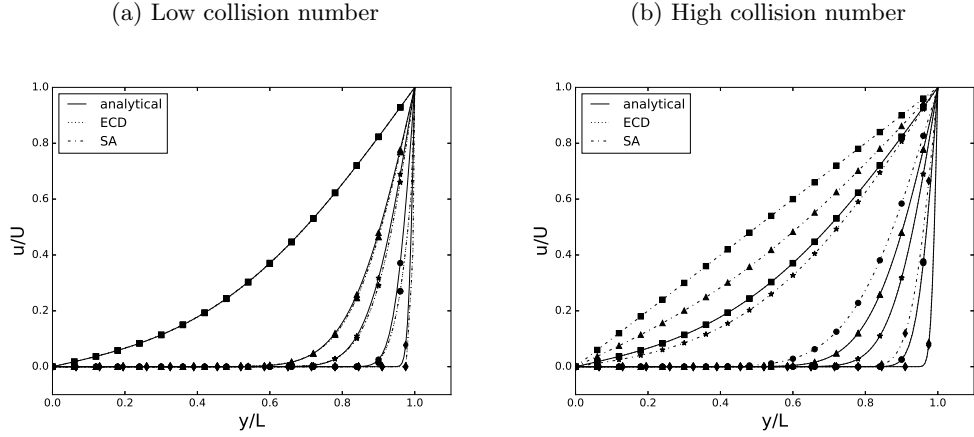 (a) Low collision number
(b) High collision number
1.0
0.8
0.6
0.4
0.2
0.0
u/U
analytical
ECD
SA
0.0 0.2 0.4 0.6 0.8 1.0
y/L
1.0
0.8
0.6
0.4
0.2
0.0
u/U
analytical
ECD
SA
0.0 0.2 0.4 0.6 0.8 1.0
y/L